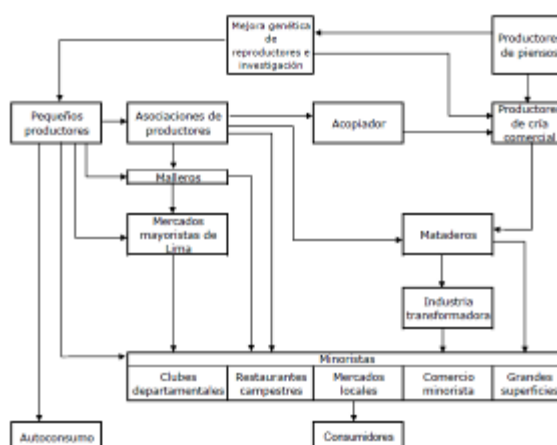 Mejora genética
de
reproductores e
investigación
Productores
de piensos
Pequeños
productores
Asociaciones de
productores
Acopiador
Productores
de cría
comercial
Malleros
Mercados
mayoristas de
Lima
Mataderos
Industria
transformadora
Minoristas
Clubes
departamentales
Restaurantes
campestres
Mercados
locales
Comercio
minorista
Grandes
superficies
Autoconsumo
Consumidores